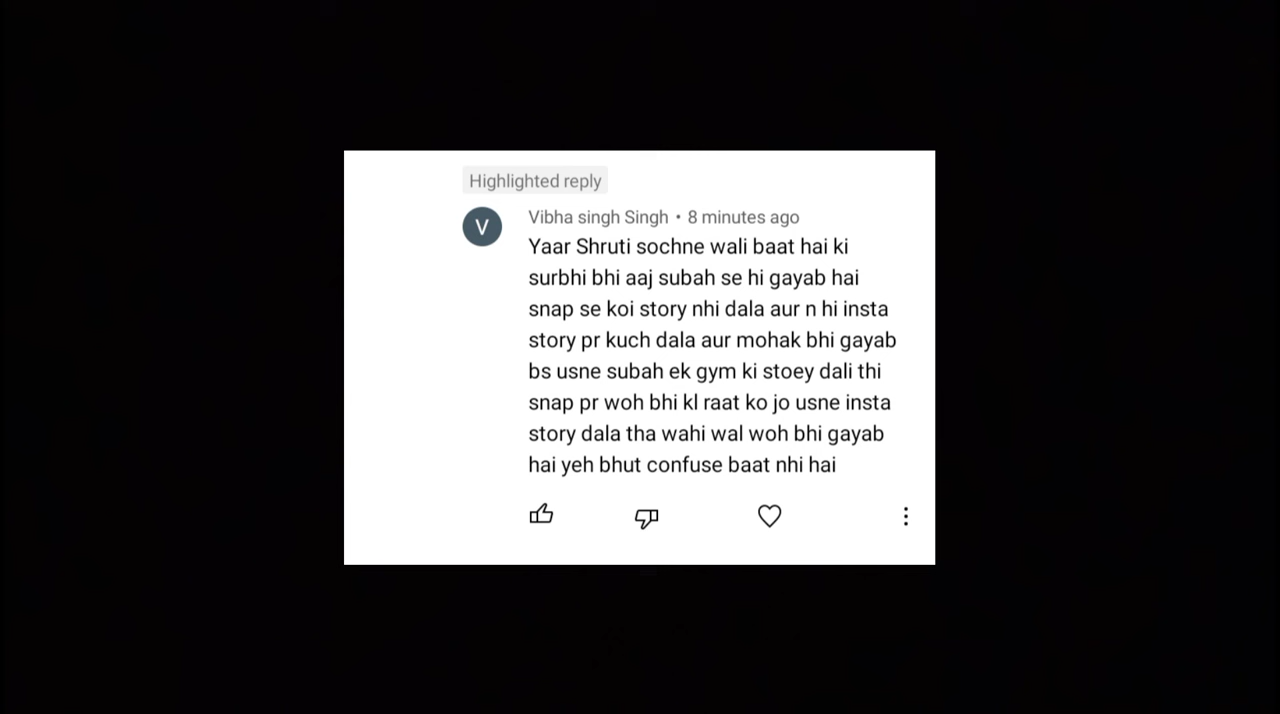 Highlighted reply
V
Vibha singh Singh • 8 minutes ago
Yaar Shruti sochne wali baat hai ki
surbhi bhi aaj subah se hi gayab hai
snap se koi story nhi dala aur n hi insta
story pr kuch dala aur mohak bhi gayab
bs usne subah ek gym ki stoey dali thi
snap pr woh bhi kl raat ko jo usne insta
story dala tha wahi wal woh bhi gayab
hai yeh bhut confuse baat nhi hai